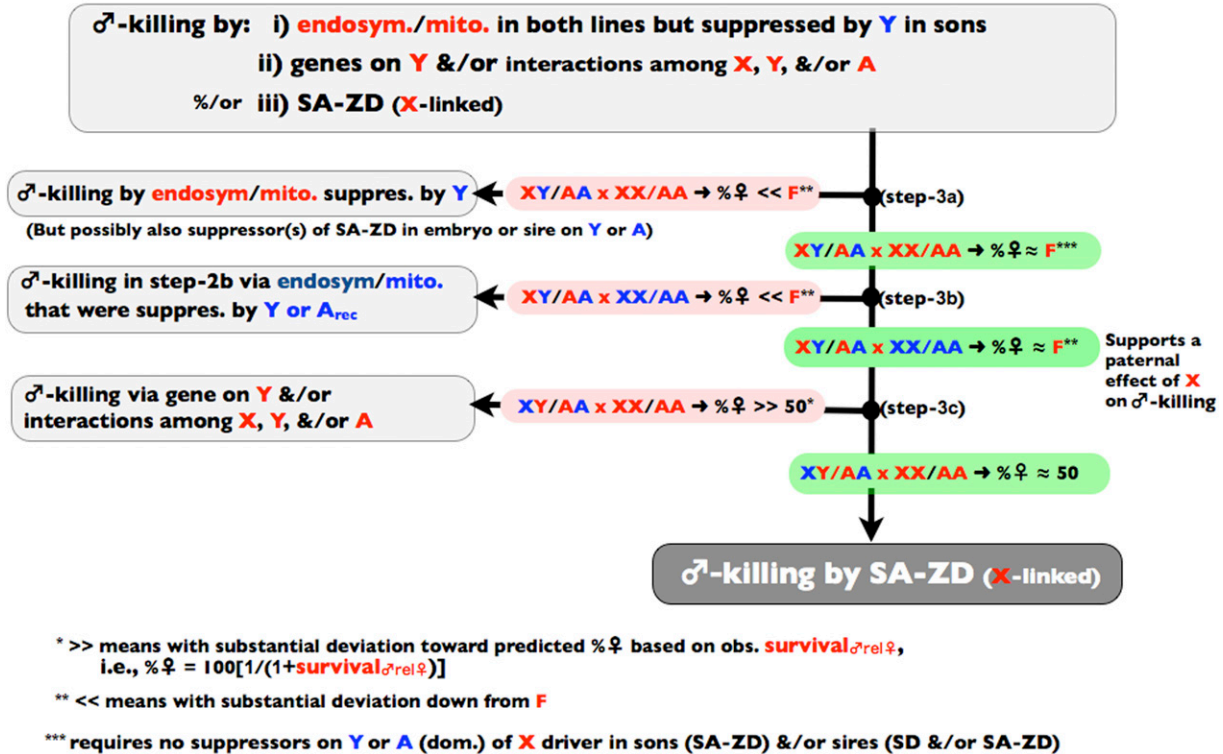 ♂-killing by: i) endosym./mito. in both lines but suppressed by Y in sons
ii) genes on Y &/or interactions among X, Y, &/or A
%/or iii) SA-ZD (X-linked)
♂-killing by endosym/mito. suppres. by Y
XY/AA x XX/AA → %♀ << F**
(step-3a)
(But possibly also suppressor(s) of SA-ZD in embryo or sire on Y or A)
XY/AA x XX/AA → %♀ ≈ F***
♂-killing in step-2b via endosym/mito.
that were suppres. by Y or Arec
XY/AA x XX/AA → %♀ << F**
(step-3b)
XY/AA x XX/AA → %♀ ≈ F**
Supports a
paternal
effect of X
on ♂-killing
♂-killing via gene on Y &/or
interactions among X, Y, &/or A
XY/AA x XX/AA → %♀ >> 50*
(step-3c)
XY/AA x XX/AA → %♀ ≈ 50
♂-killing by SA-ZD (X-linked)
* >> means with substantial deviation toward predicted %♀ based on obs. survival♂rel♀,
i.e., %♀ = 100[1/(1+survival♂rel♀)]
** << means with substantial deviation down from F
*** requires no suppressors on Y or A (dom.) of X driver in sons (SA-ZD) &/or sires (SD &/or SA-ZD)